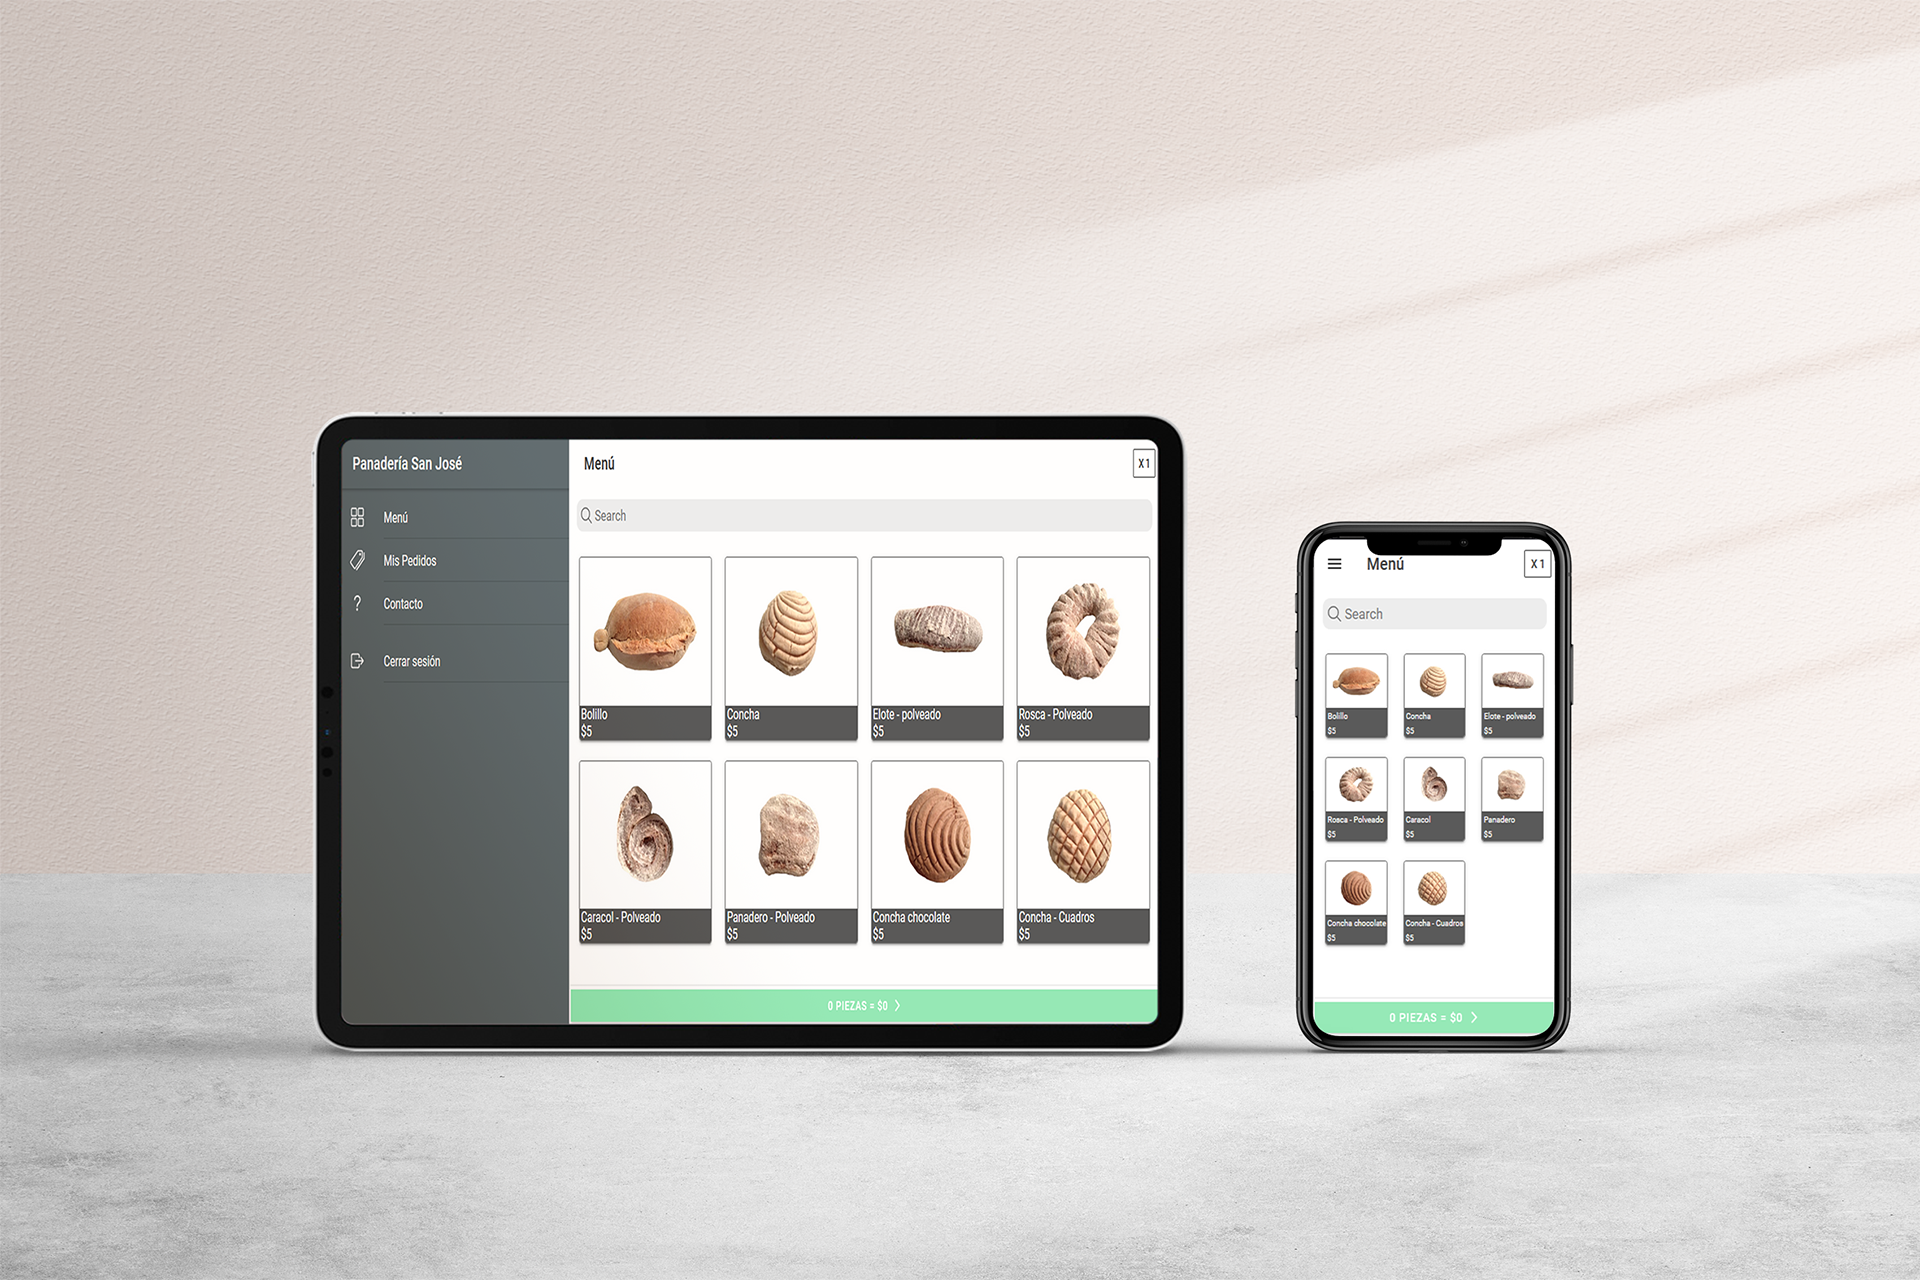 Panadería San José
Menú
Mis Pedidos
Contacto
Cerrar sesión
Menú
X1
Search
Bolillo
$5
Concha
$5
Elote - polveado
$5
Rosca - Polveado
$5
Caracol - Polveado
$5
Panadero - Polveado
$5
Concha chocolate
$5
Concha - Cuadros
$5
0 PIEZAS = $0
Menú
X1
Search
Bolillo
$5
Concha
$5
Elote - polveado
$5
Rosca - Polveado
$5
Caracol
$5
Panadero
$5
Concha chocolate
$5
Concha - Cuadros
$5
0 PIEZAS = $0